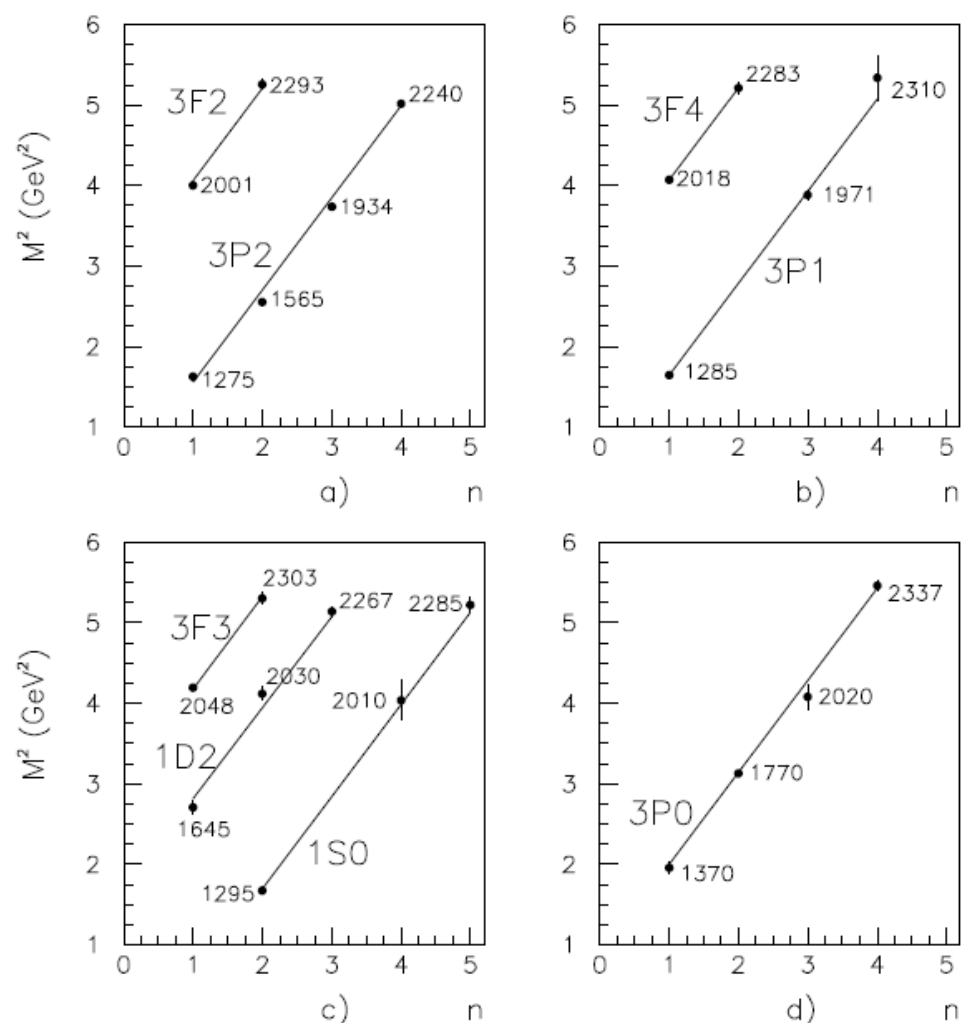 M² (GeV²)
6
5
4
3
2
1
3F2
2293
2240
2001
1934
3P2
1565
1275
0 1 2 3 4 5
a) n
6
5
4
3
2
1
2283
3F4
2310
2018
1971
3P1
1285
0 1 2 3 4 5
b) n
M² (GeV²)
6
5
4
3
2
1
2303
2267
2285
3F3
2030
2048
2010
1D2
1645
1S0
1295
0 1 2 3 4 5
c) n
6
5
4
3
2
1
2337
2020
1770
3P0
1370
0 1 2 3 4 5
d) n